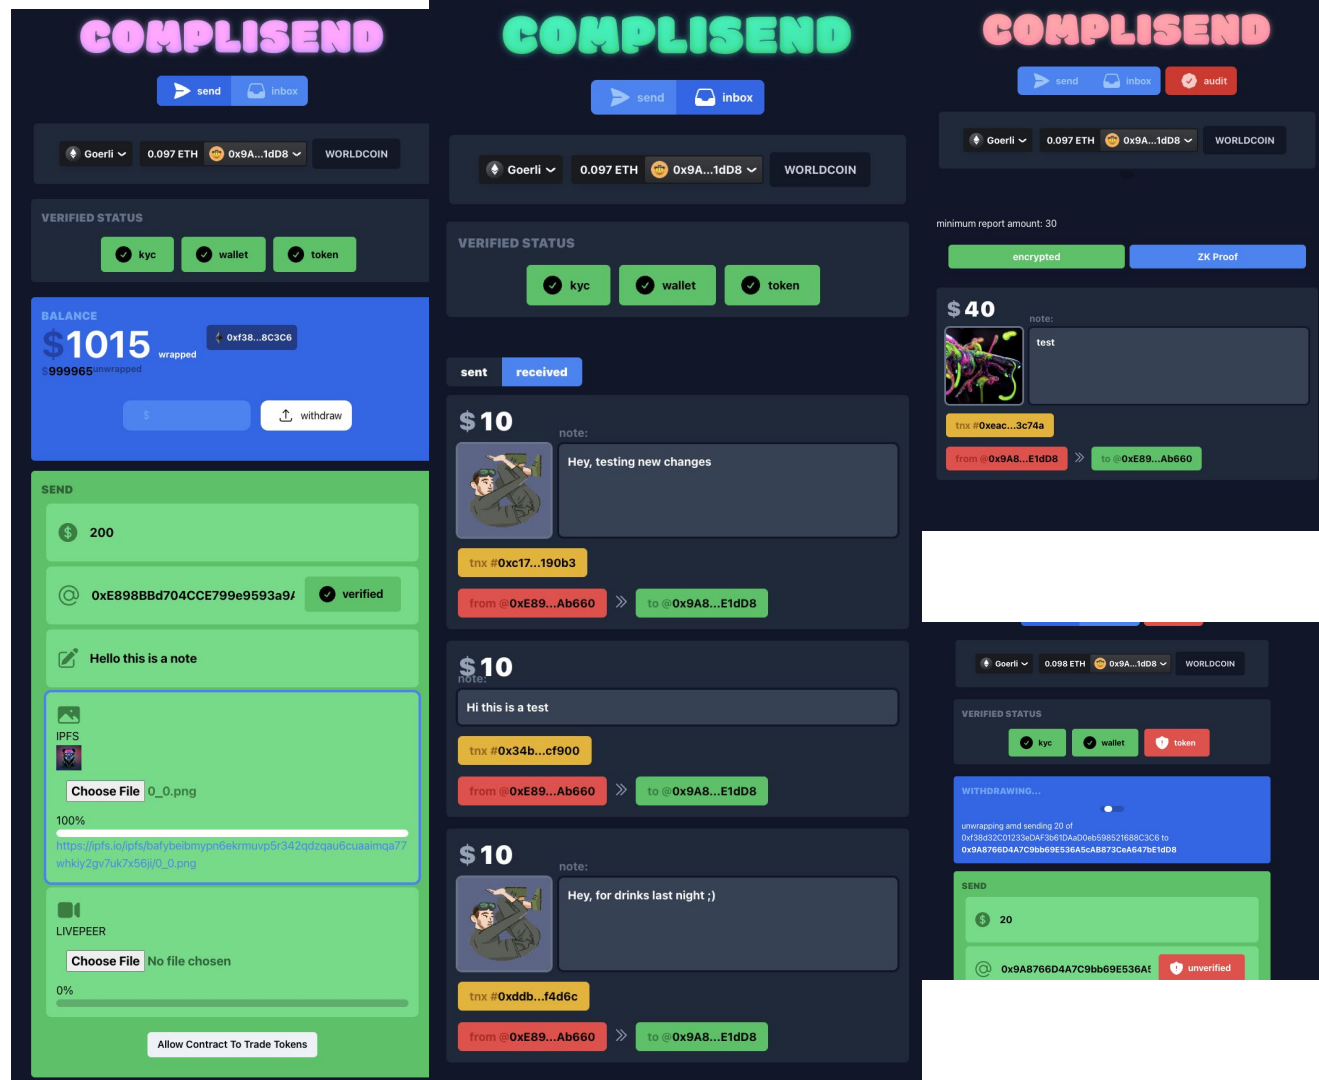 COMPLISEND
send inbox
Goerli 0.097 ETH 0x9A...1dD8 WORLDCOIN
VERIFIED STATUS
kyc wallet token
BALANCE
$1015 wrapped 0xf38...8C3C6
$999965unwrapped
$ withdraw
SEND
200
0xE898BBd704CCE799e9593a9A verified
Hello this is a note
IPFS
Choose File 0_0.png
100%
https://ipfs.io/ipfs/bafybeibmypn6ekrmuvp5r342qdzqau6cuaaimqa77
whkiy2gv7uk7x56ji/0_0.png
LIVEPEER
Choose File No file chosen
0%
Allow Contract To Trade Tokens
COMPLISEND
send inbox
Goerli 0.097 ETH 0x9A...1dD8 WORLDCOIN
VERIFIED STATUS
kyc wallet token
sent received
$10
note:
Hey, testing new changes
tnx #0xc17...190b3
from @0xE89...Ab660 to @0x9A8...E1dD8
$10
note:
Hi this is a test
tnx #0x34b...cf900
from @0xE89...Ab660 to @0x9A8...E1dD8
$10
note:
Hey, for drinks last night ;)
tnx #0xddb...f4d6c
from @0xE89...Ab660 to @0x9A8...E1dD8
COMPLISEND
send inbox audit
Goerli 0.097 ETH 0x9A...1dD8 WORLDCOIN
minimum report amount: 30
encrypted ZK Proof
$40
note:
test
tnx #0xeac...3c74a
from @0x9A8...E1dD8 to @0xE89...Ab660
Goerli 0.098 ETH 0x9A...1dD8 WORLDCOIN
VERIFIED STATUS
kyc wallet token
WITHDRAWING...
unwrapping amd sending 20 of
0xf38d32C01233eDAF3b61DAaD0eb598521688C3C6 to
0x9A8766D4A7C9bb69E536A5cAB873CeA647bE1dD8
SEND
20
0x9A8766D4A7C9bb69E536A5 unverified